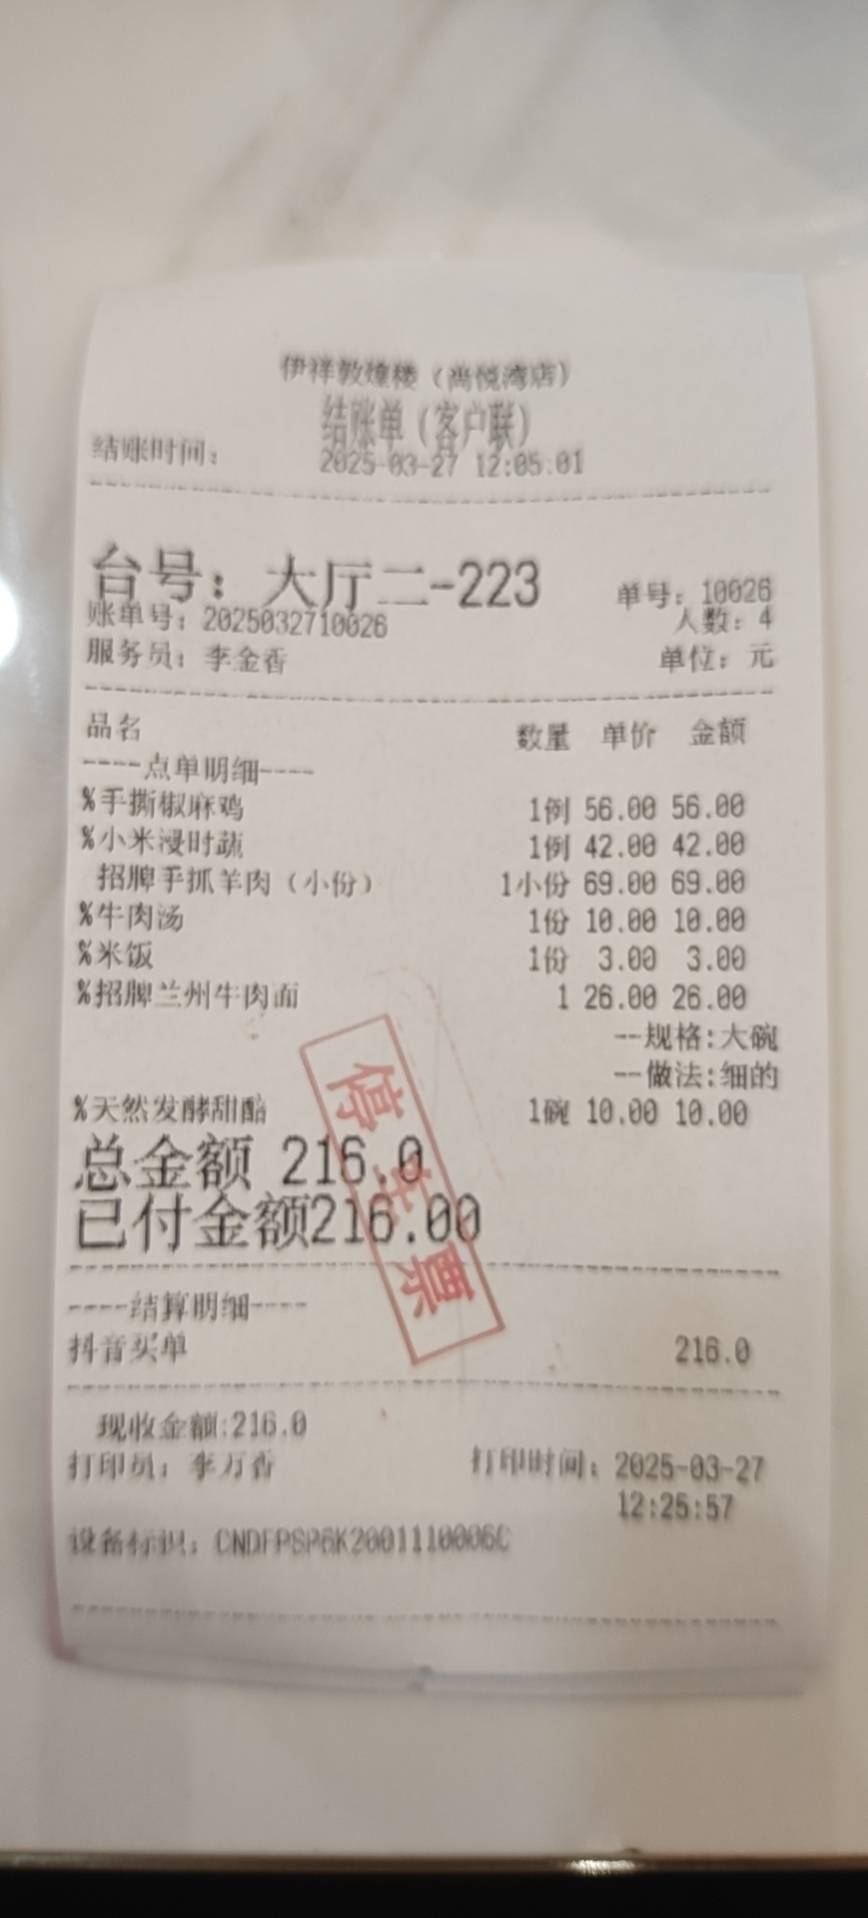 伊祥敦煌楼（尚悦湾店）
结账单（客户联）
结账时间： 2025-03-27 12:05:01
台号：大厅二-223 单号：10026
账单号：2025032710026 人数：4
服务员：李金香 单位：元
品名 数量 单价 金额
----点单明细----
%手撕椒麻鸡 1例 56.00 56.00
%小米浸时蔬 1例 42.00 42.00
招牌手抓羊肉（小份） 1小份 69.00 69.00
%牛肉汤 1份 10.00 10.00
%米饭 1份 3.00 3.00
%招牌兰州牛肉面 1 26.00 26.00
--规格:大碗
--做法:细的
%天然发酵甜醅 1碗 10.00 10.00
总金额 216.0
已付金额216.00
停车票
----结算明细----
抖音买单 216.0
现收金额:216.0
打印员：李万香 打印时间：2025-03-27
12:25:57
设备标识：